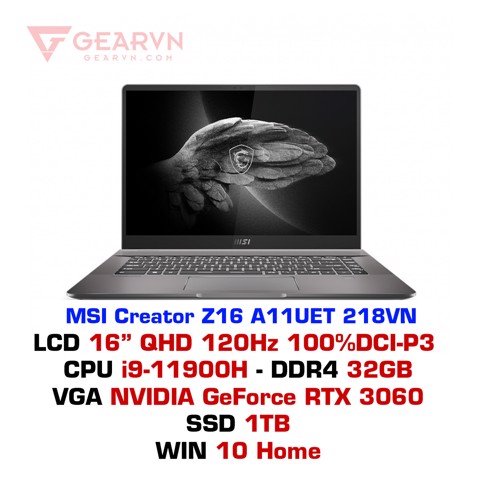 GEARVN
GEARVN.COM
msi
MSI Creator Z16 A11UET 218VN
LCD 16” QHD 120Hz 100%DCI-P3
CPU i9-11900H - DDR4 32GB
VGA NVIDIA GeForce RTX 3060
SSD 1TB
WIN 10 Home